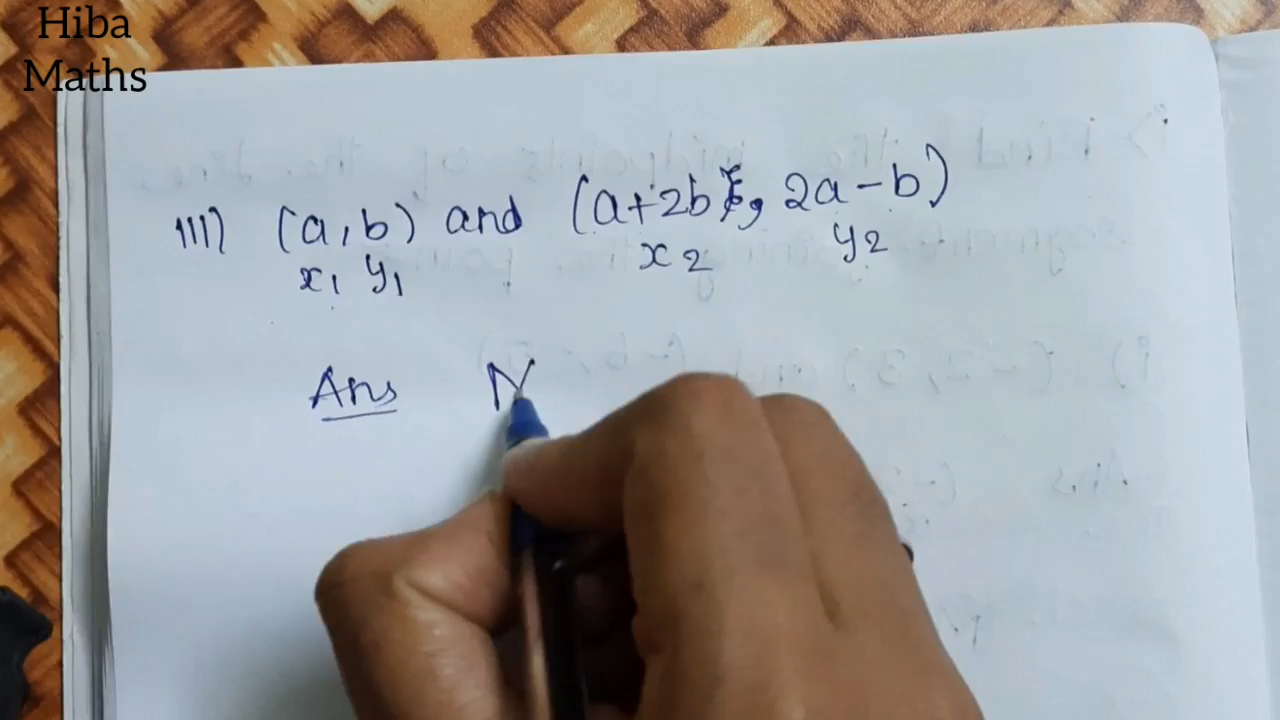 Hiba
Maths
iii) (a, b) and (a+2b, 2a-b)
x₁ y₁ x₂ y₂
Ans